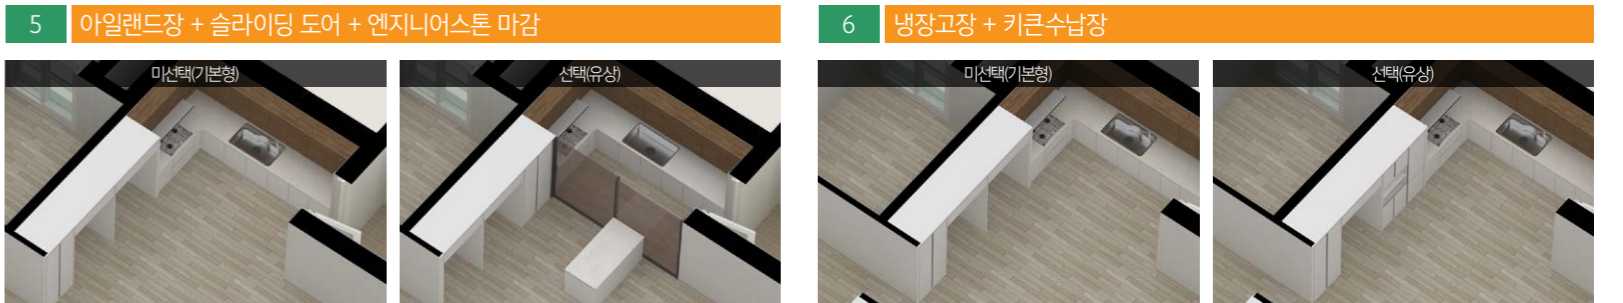 5 아일랜드장 + 슬라이딩 도어 + 엔지니어스톤 마감
미선택(기본형)
선택(유상)
6 냉장고장 + 키큰수납장
미선택(기본형)
선택(유상)